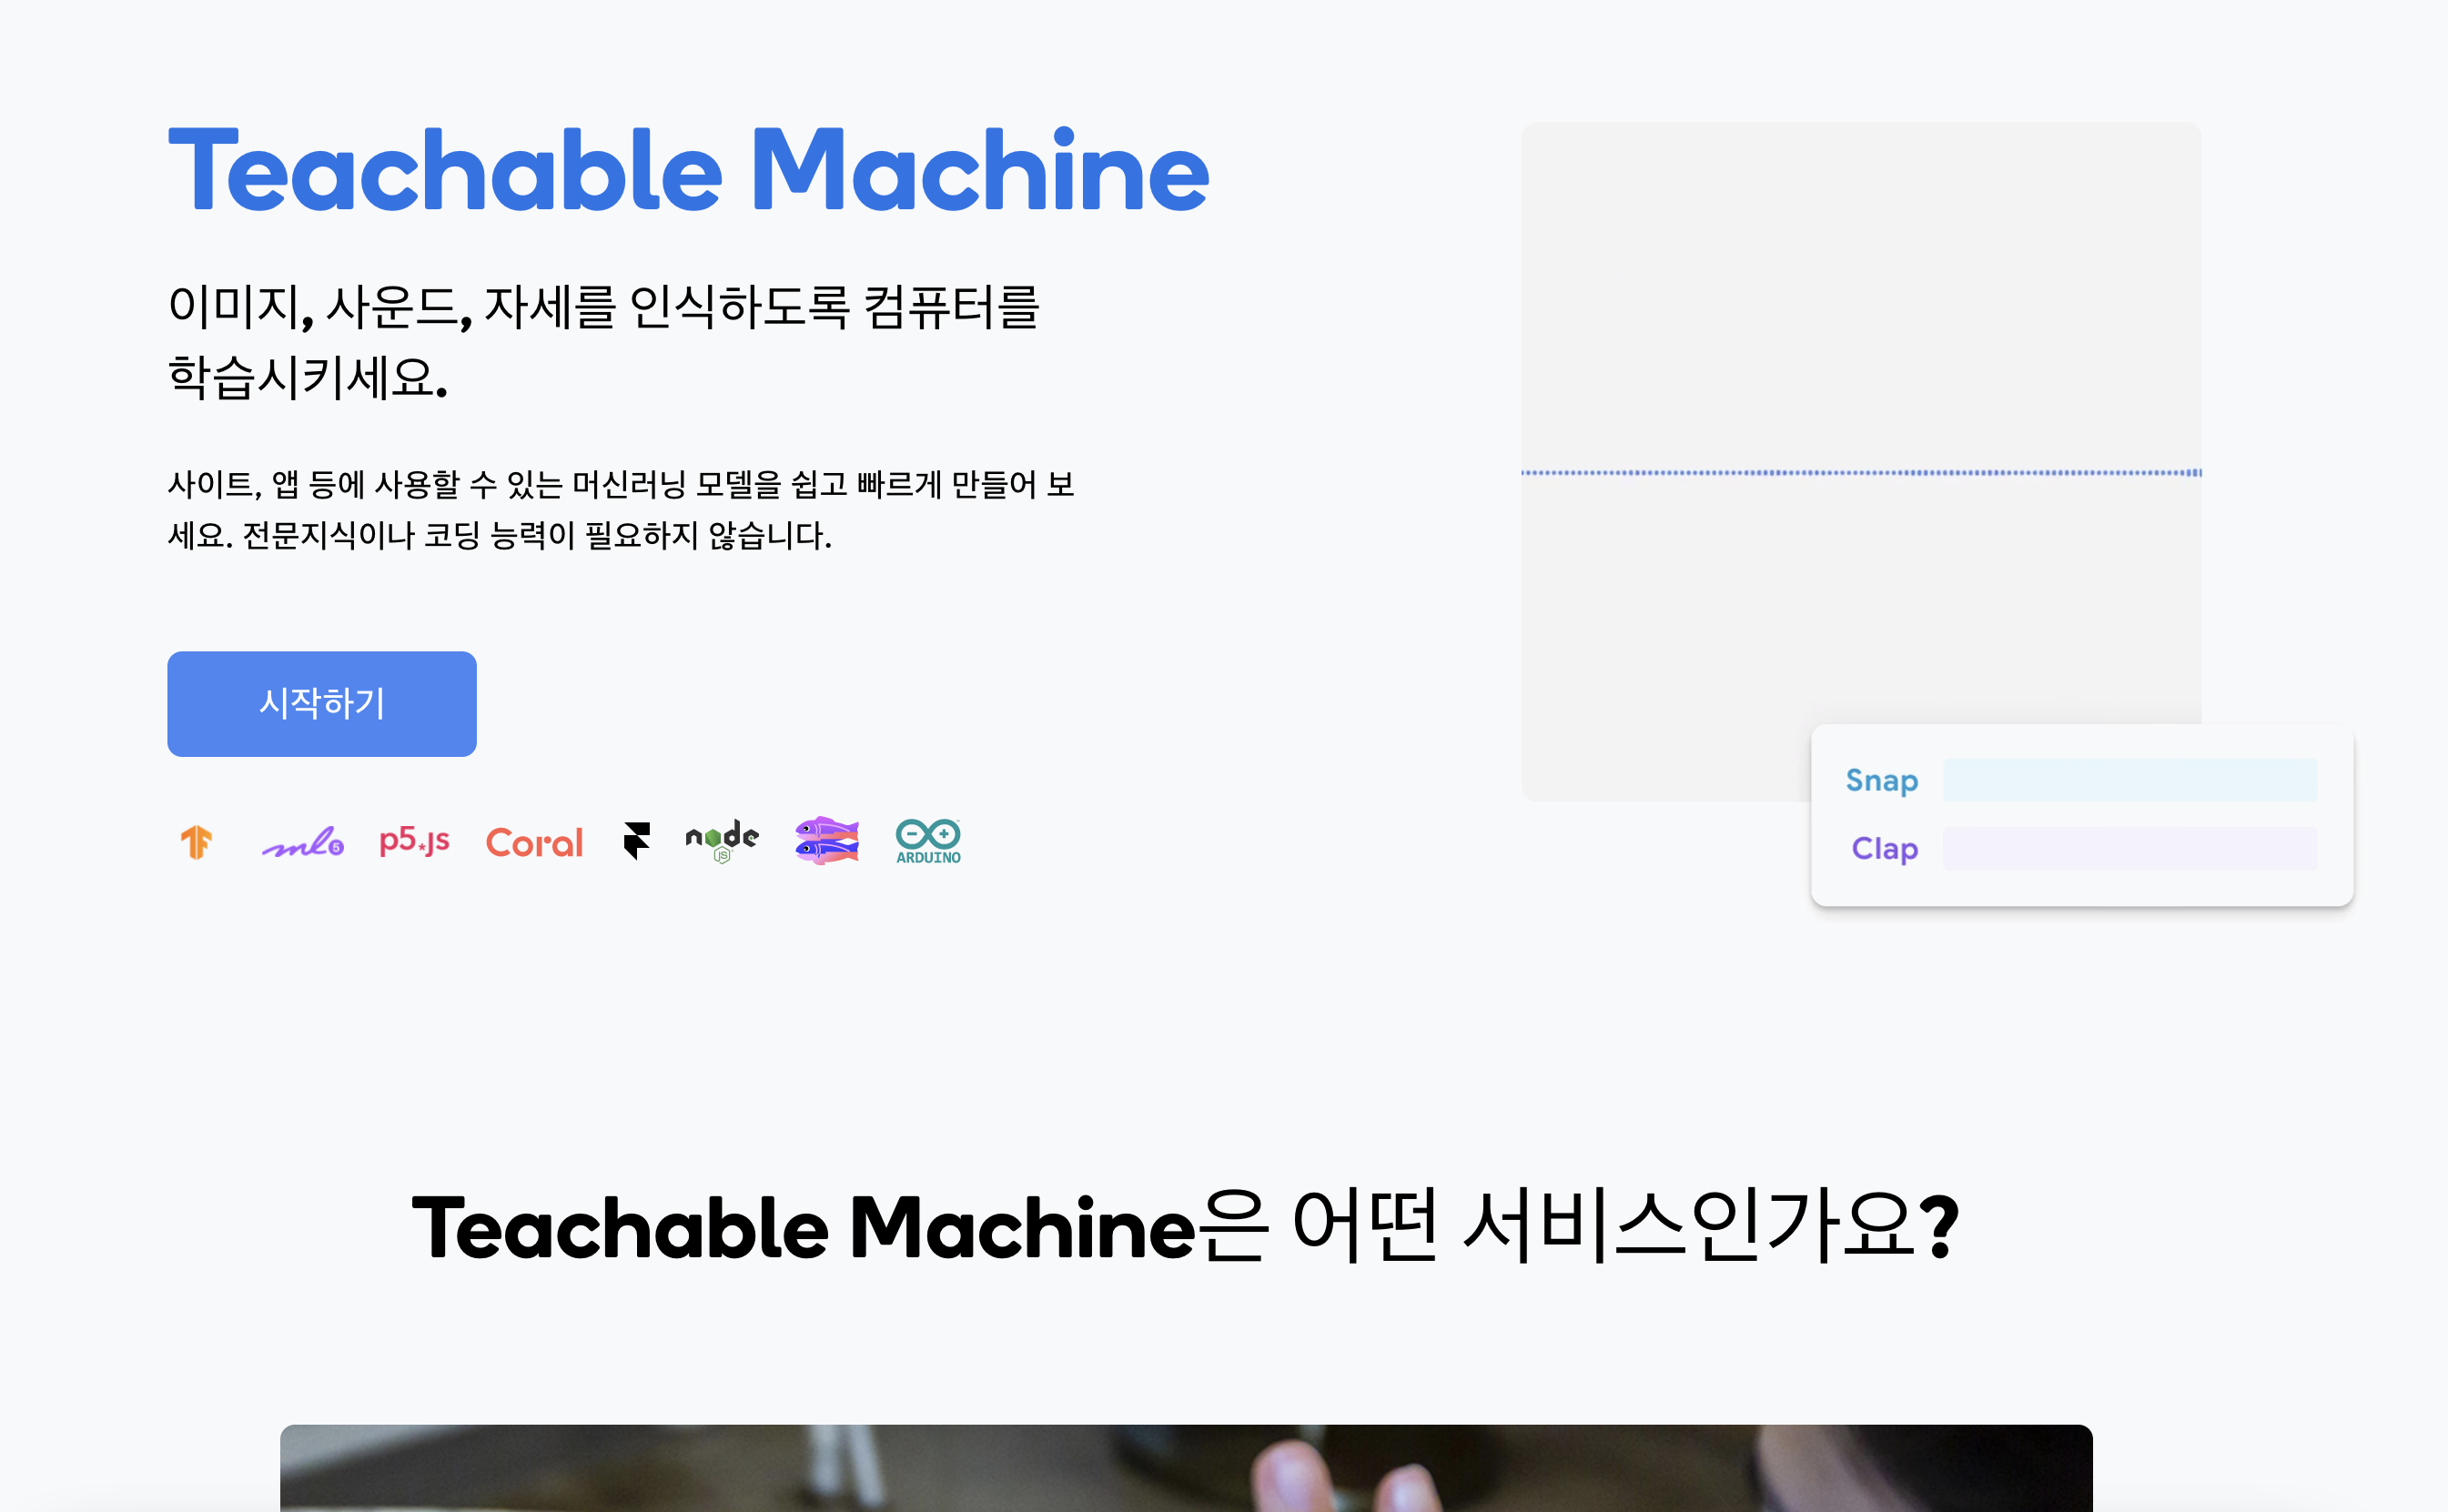 Teachable Machine
이미지, 사운드, 자세를 인식하도록 컴퓨터를
학습시키세요.
사이트, 앱 등에 사용할 수 있는 머신러닝 모델을 쉽고 빠르게 만들어 보
세요. 전문지식이나 코딩 능력이 필요하지 않습니다.
시작하기
ml5 p5.js Coral node JS ARDUINO
Snap
Clap
Teachable Machine은 어떤 서비스인가요?